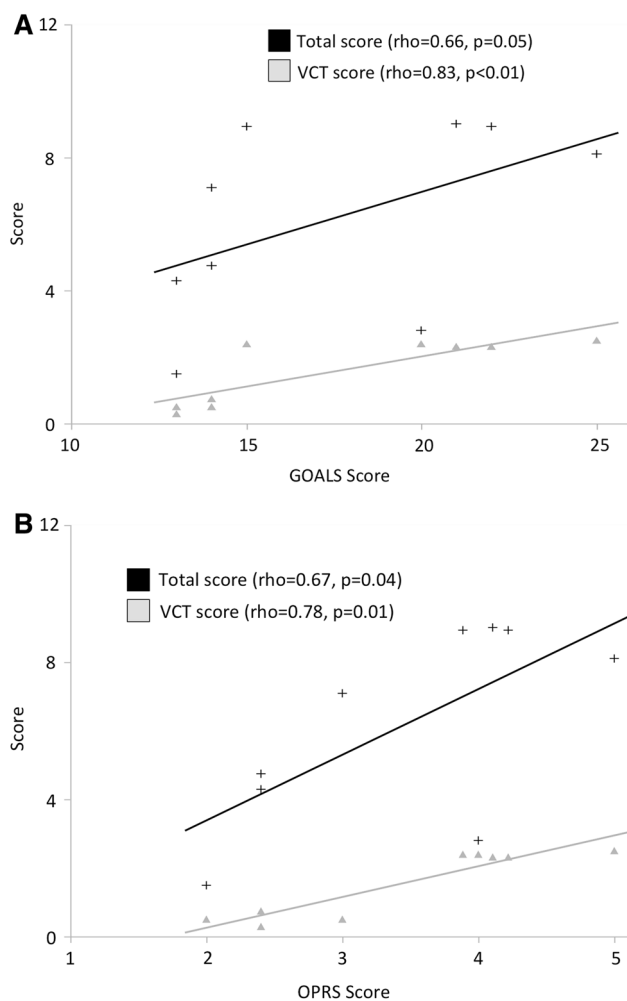 A
12
Total score (rho=0.66, p=0.05)
VCT score (rho=0.83, p<0.01)
8
Score
4
0
10
15
20
25
GOALS Score
B
12
Total score (rho=0.67, p=0.04)
VCT score (rho=0.78, p=0.01)
8
Score
4
0
1
2
3
4
5
OPRS Score